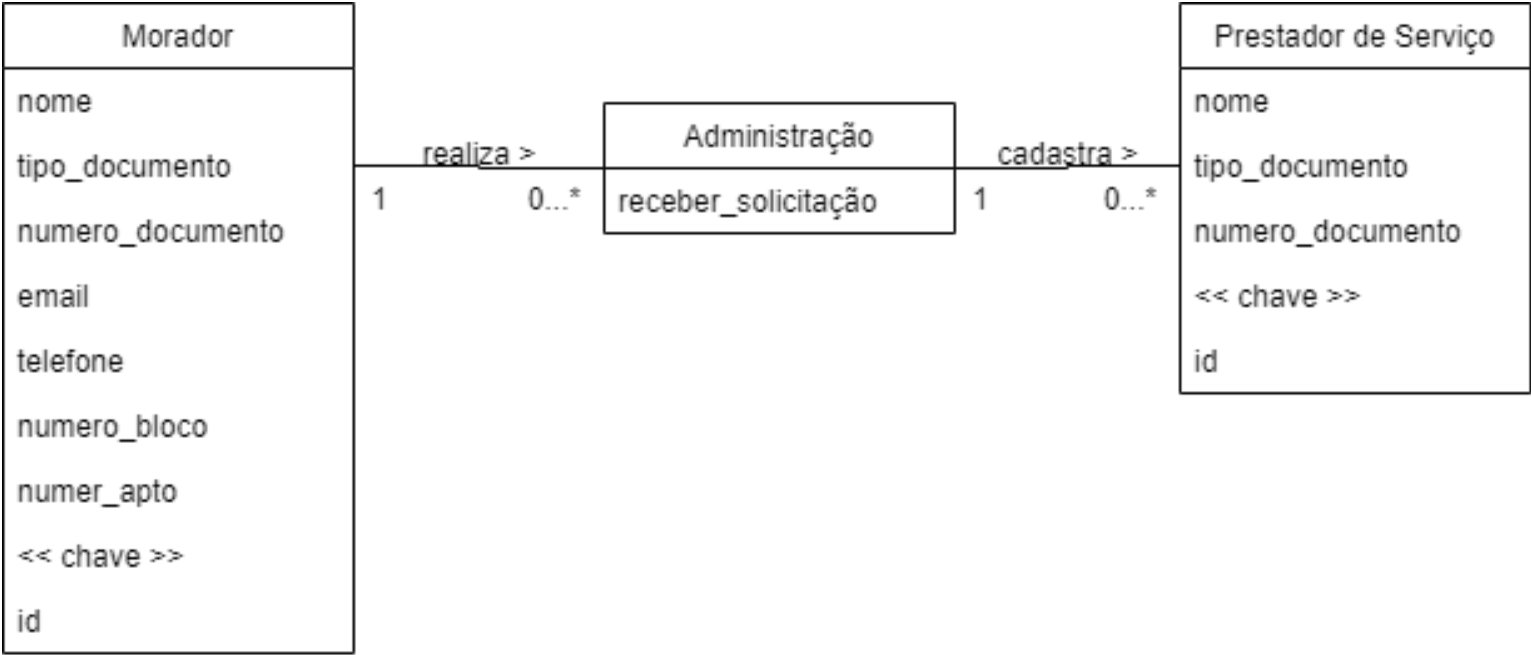 Morador
nome
tipo_documento
numero_documento
email
telefone
numero_bloco
numer_apto
<< chave >>
id
realiza >
1
0...*
Administração
receber_solicitação
cadastra >
1
0...*
Prestador de Serviço
nome
tipo_documento
numero_documento
<< chave >>
id